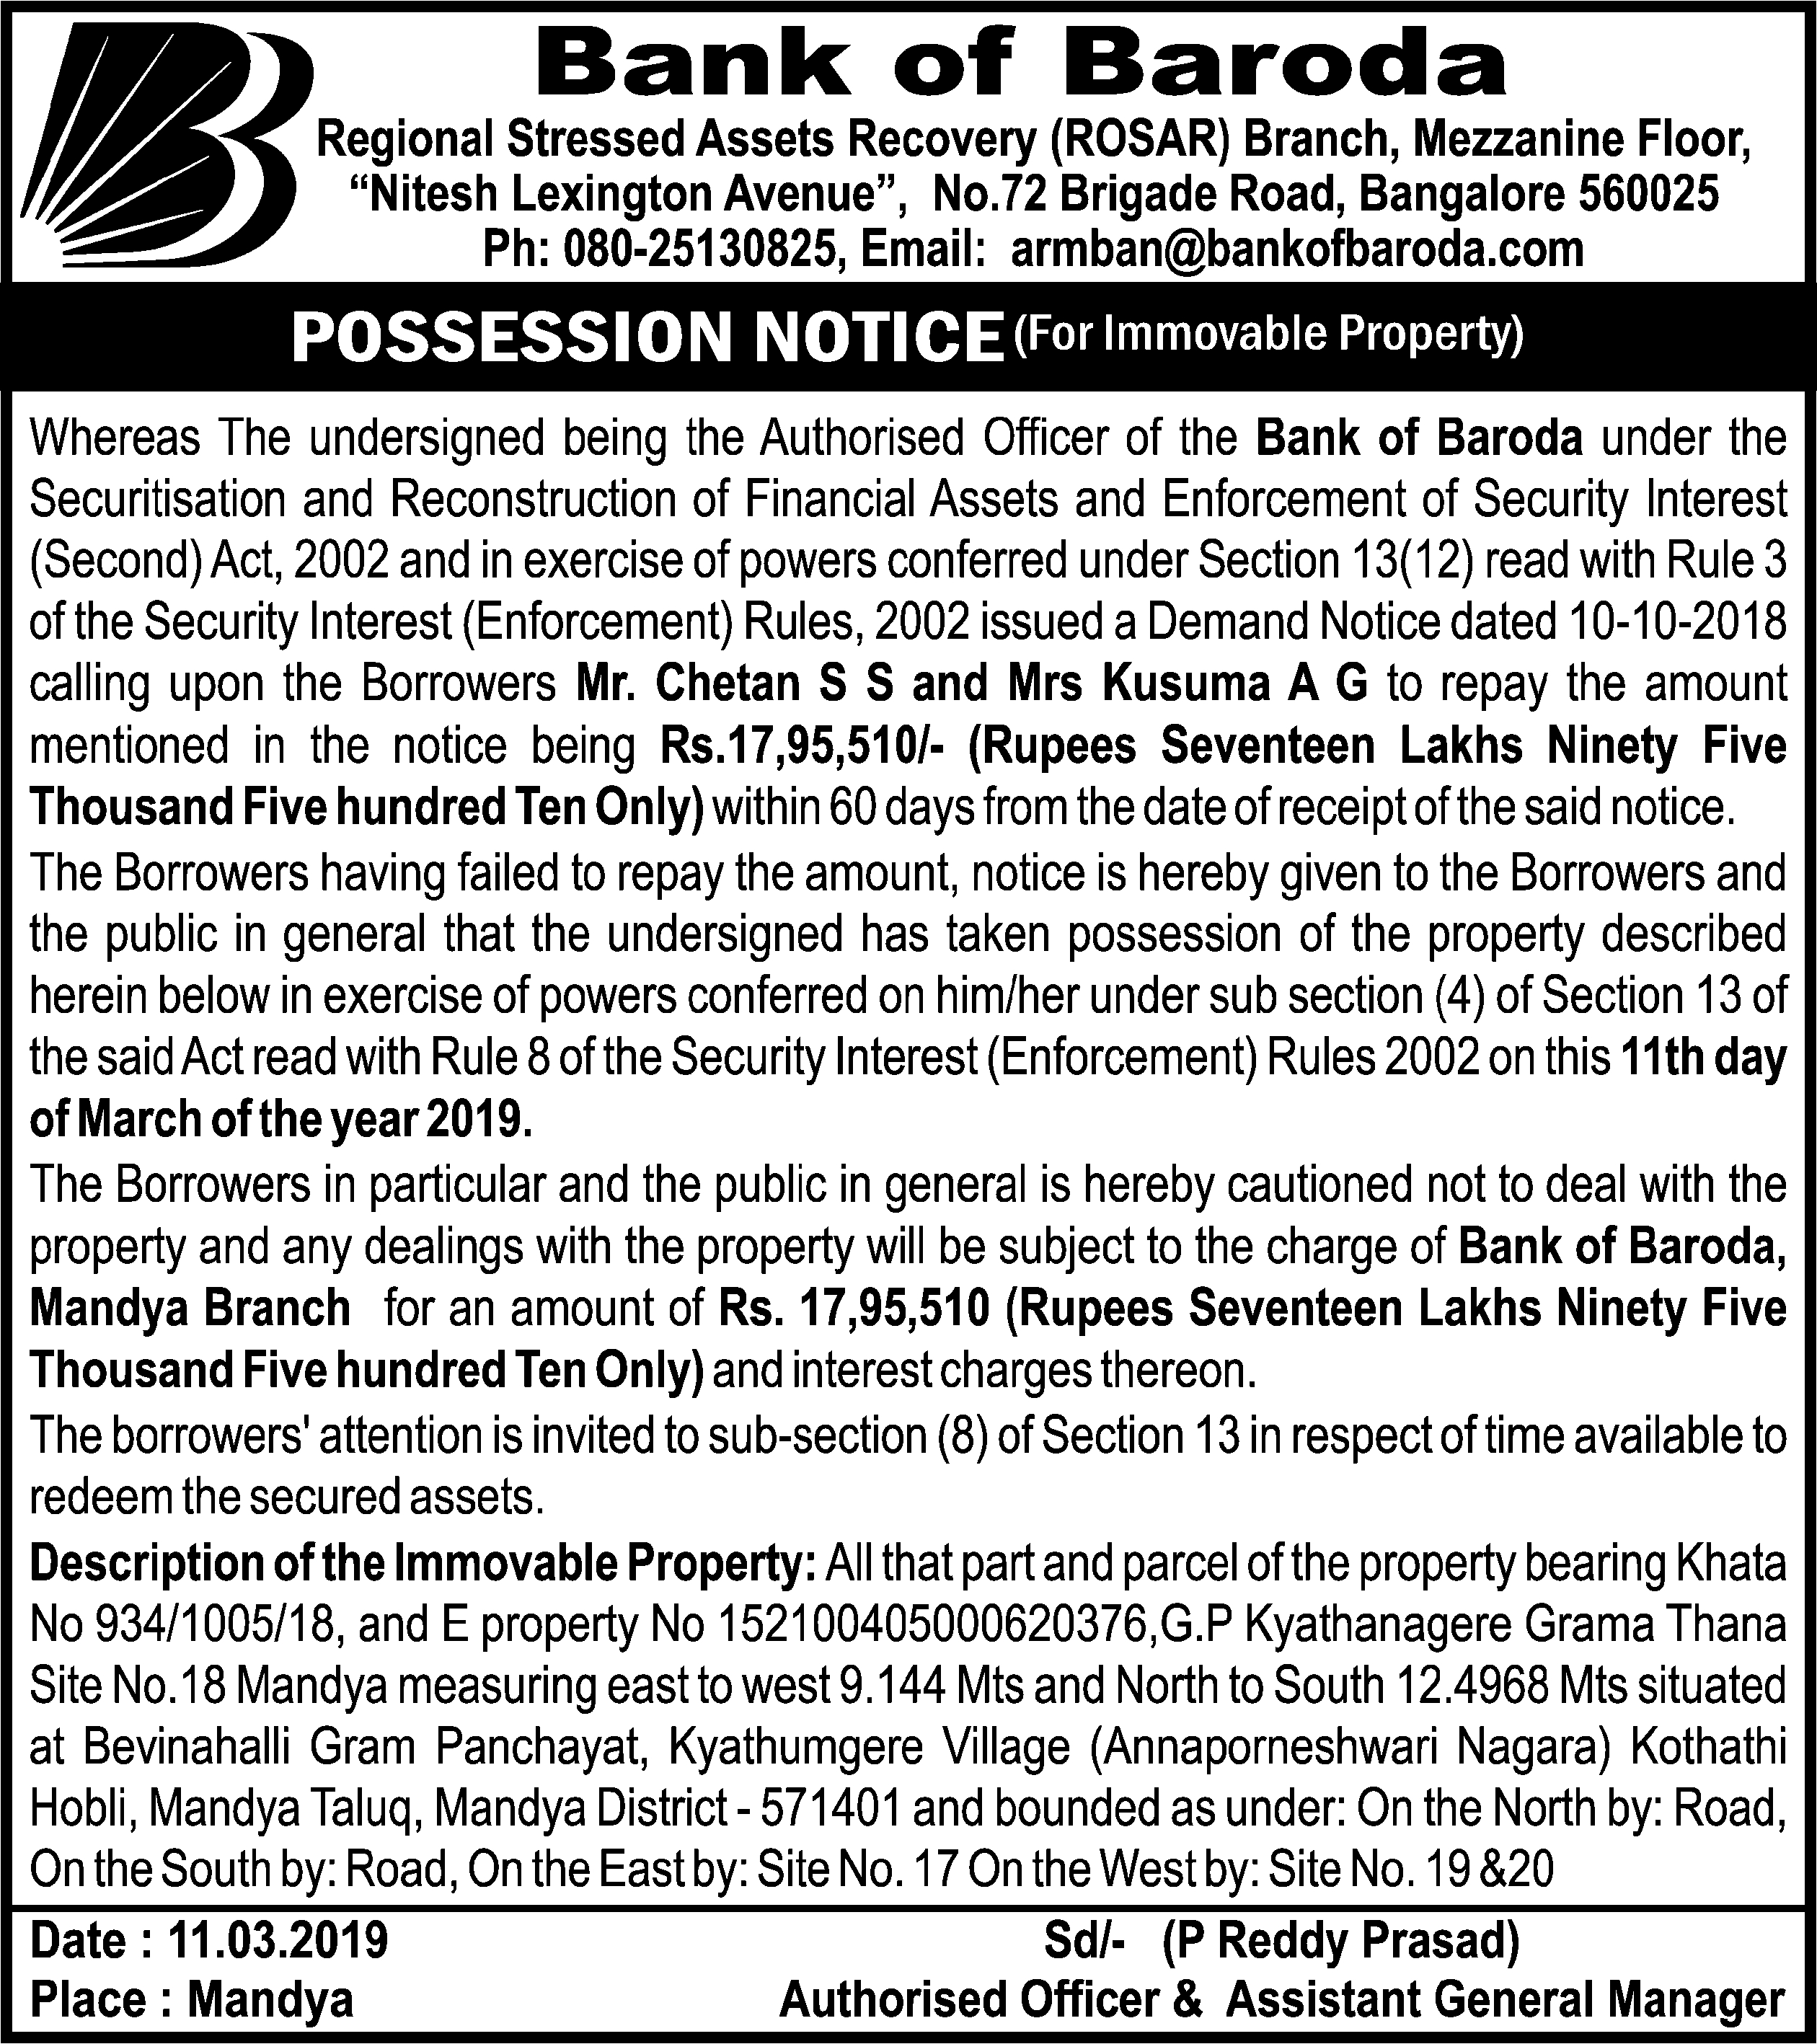 Bank of Baroda
Regional Stressed Assets Recovery (ROSAR) Branch, Mezzanine Floor,
“Nitesh Lexington Avenue”, No.72 Brigade Road, Bangalore 560025
Ph: 080-25130825, Email: armban@bankofbaroda.com
POSSESSION NOTICE (For Immovable Property)
Whereas The undersigned being the Authorised Officer of the Bank of Baroda under the
Securitisation and Reconstruction of Financial Assets and Enforcement of Security Interest
(Second) Act, 2002 and in exercise of powers conferred under Section 13(12) read with Rule 3
of the Security Interest (Enforcement) Rules, 2002 issued a Demand Notice dated 10-10-2018
calling upon the Borrowers Mr. Chetan S S and Mrs Kusuma A G to repay the amount
mentioned in the notice being Rs.17,95,510/- (Rupees Seventeen Lakhs Ninety Five
Thousand Five hundred Ten Only) within 60 days from the date of receipt of the said notice.
The Borrowers having failed to repay the amount, notice is hereby given to the Borrowers and
the public in general that the undersigned has taken possession of the property described
herein below in exercise of powers conferred on him/her under sub section (4) of Section 13 of
the said Act read with Rule 8 of the Security Interest (Enforcement) Rules 2002 on this 11th day
of March of the year 2019.
The Borrowers in particular and the public in general is hereby cautioned not to deal with the
property and any dealings with the property will be subject to the charge of Bank of Baroda,
Mandya Branch for an amount of Rs. 17,95,510 (Rupees Seventeen Lakhs Ninety Five
Thousand Five hundred Ten Only) and interest charges thereon.
The borrowers' attention is invited to sub-section (8) of Section 13 in respect of time available to
redeem the secured assets.
Description of the Immovable Property: All that part and parcel of the property bearing Khata
No 934/1005/18, and E property No 152100405000620376,G.P Kyathanagere Grama Thana
Site No.18 Mandya measuring east to west 9.144 Mts and North to South 12.4968 Mts situated
at Bevinahalli Gram Panchayat, Kyathumgere Village (Annaporneshwari Nagara) Kothathi
Hobli, Mandya Taluq, Mandya District - 571401 and bounded as under: On the North by: Road,
On the South by: Road, On the East by: Site No. 17 On the West by: Site No. 19 &20
Date : 11.03.2019
Sd/- (P Reddy Prasad)
Place : Mandya
Authorised Officer & Assistant General Manager